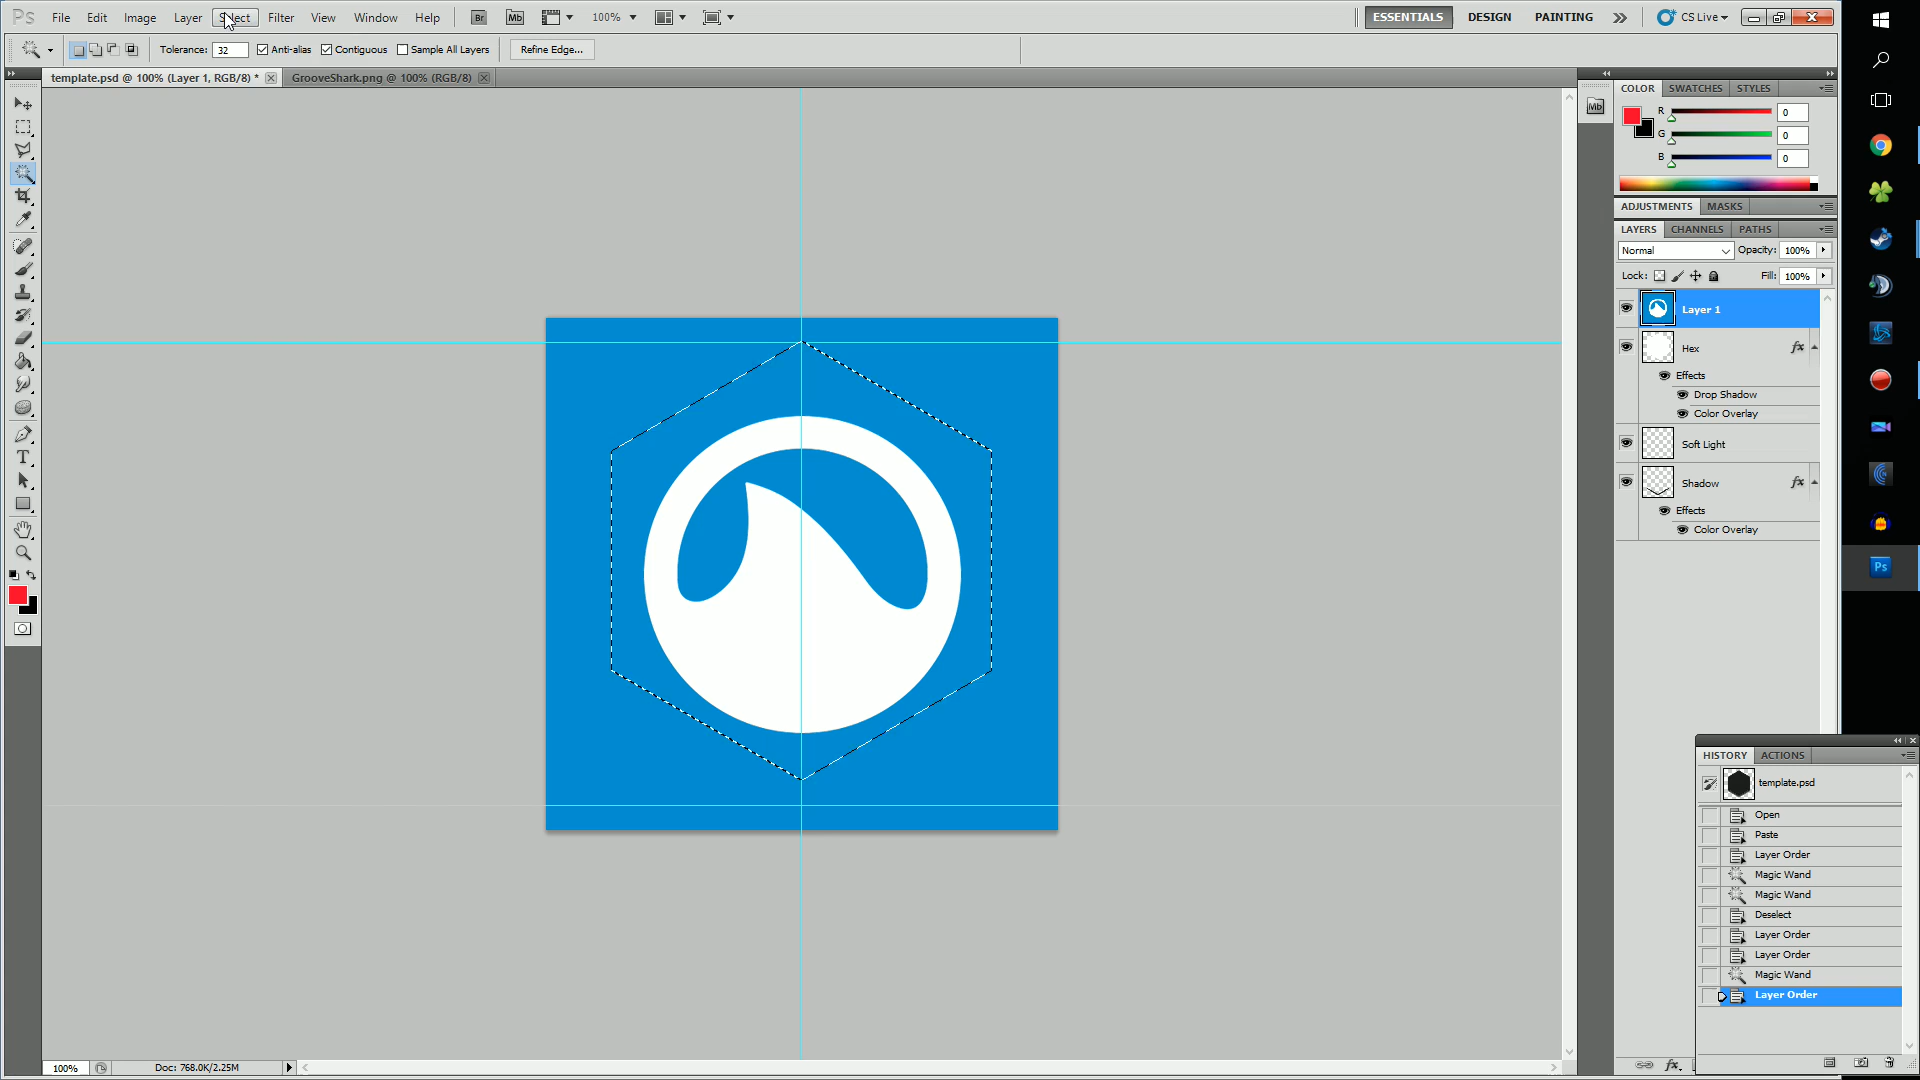 Ps File Edit Image Layer Select Filter View Window Help Br Mb 100% ESSENTIALS DESIGN PAINTING CS Live
Tolerance: 32 Anti-alias Contiguous Sample All Layers Refine Edge...
template.psd @ 100% (Layer 1, RGB/8) * GrooveShark.png @ 100% (RGB/8)
COLOR SWATCHES STYLES
Mb
R 0
G 0
B 0
ADJUSTMENTS MASKS
LAYERS CHANNELS PATHS
Normal Opacity: 100%
Lock: Fill: 100%
Layer 1
Hex fx
Effects
Drop Shadow
Color Overlay
Soft Light
Shadow fx
Effects
Color Overlay
T
Ps
HISTORY ACTIONS
template.psd
Open
Paste
Layer Order
Magic Wand
Magic Wand
Deselect
Layer Order
Layer Order
Magic Wand
Layer Order
100% Doc: 768.0K/2.25M
fx